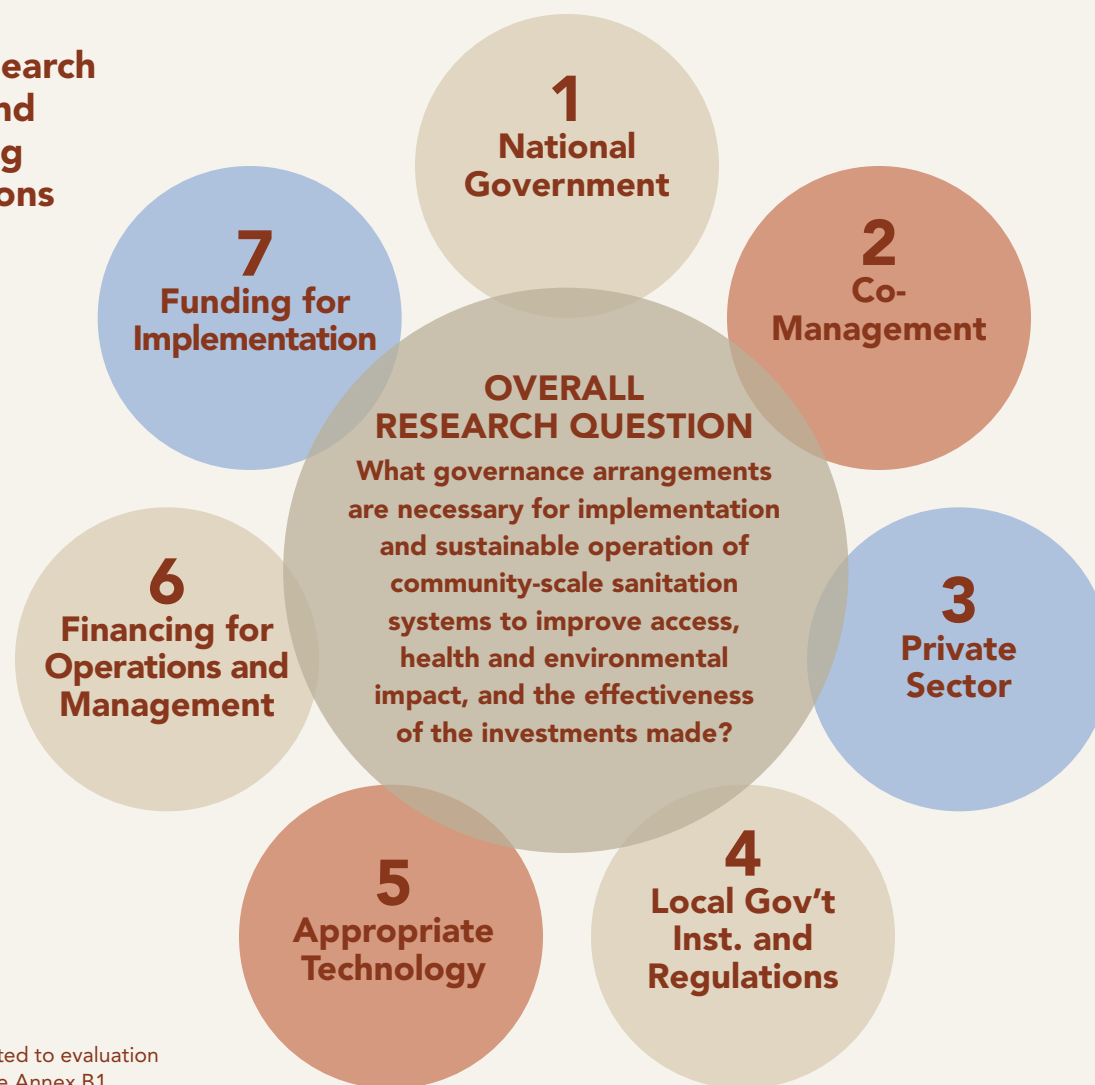 earch
nd
g
ons
1
National
Government
2
Co-
Management
3
Private
Sector
4
Local Gov't
Inst. and
Regulations
5
Appropriate
Technology
6
Financing for
Operations and
Management
7
Funding for
Implementation
OVERALL
RESEARCH QUESTION
What governance arrangements
are necessary for implementation
and sustainable operation of
community-scale sanitation
systems to improve access,
health and environmental
impact, and the effectiveness
of the investments made?
ted to evaluation
e Annex B1